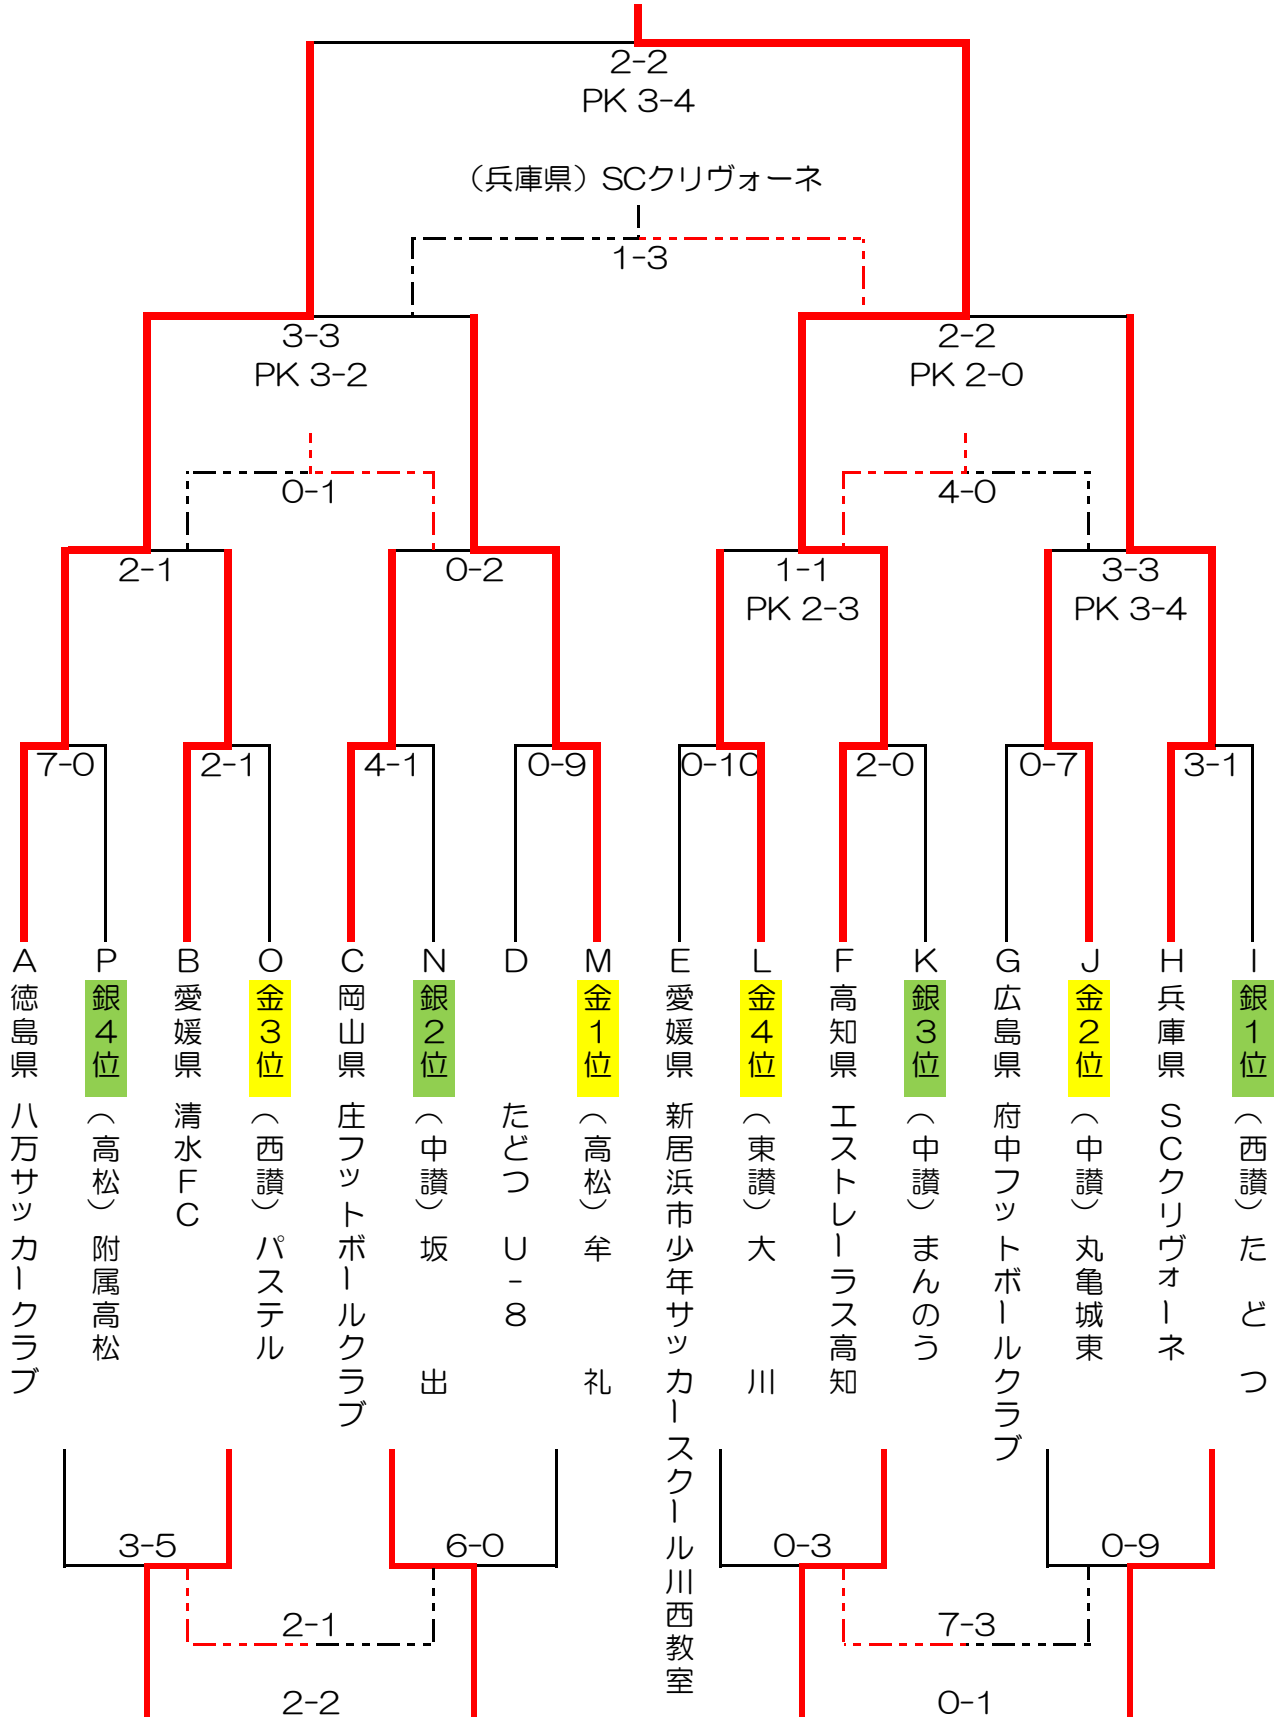 2-2
PK 3-4
（兵庫県）SCクリヴォーネ
1-3
3-3
PK 3-2
2-2
PK 2-0
0-1
4-0
2-1
0-2
1-1
PK 2-3
3-3
PK 3-4
7-0
2-1
4-1
0-9
0-10
2-0
0-7
3-1
A 徳島県 八万サッカークラブ
P 銀4位 （高松）附属高松
B 愛媛県 清水FC
O 金3位 （西讃）パステル
C 岡山県 庄フットボールクラブ
N 銀2位 （中讃）坂 出
D たどつ U-8
M 金1位 （高松）牟 礼
E 愛媛県 新居浜市少年サッカースクール川西教室
L 金4位 （東讃）大 川
F 高知県 エストレーラス高知
K 銀3位 （中讃）まんのう
G 広島県 府中フットボールクラブ
J 金2位 （中讃）丸亀城東
H 兵庫県 SCクリヴォーネ
I 銀1位 （西讃）た ど つ
3-5
6-0
0-3
0-9
2-1
7-3
2-2
0-1